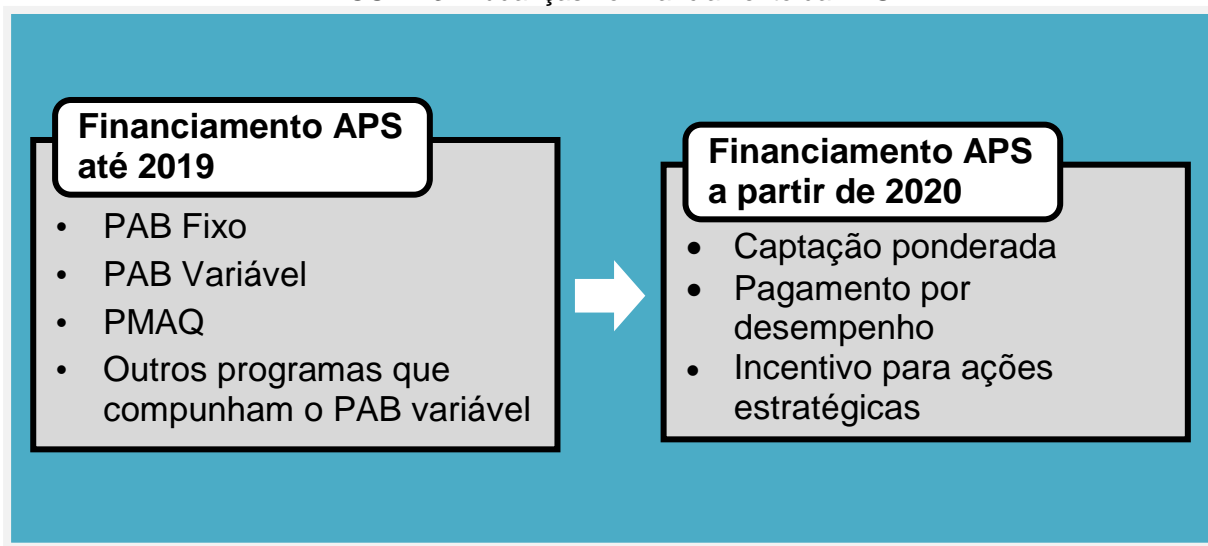 Financiamento APS
até 2019
• PAB Fixo
• PAB Variável
• PMAQ
• Outros programas que
compunham o PAB variável
Financiamento APS
a partir de 2020
• Captação ponderada
• Pagamento por
desempenho
• Incentivo para ações
estratégicas